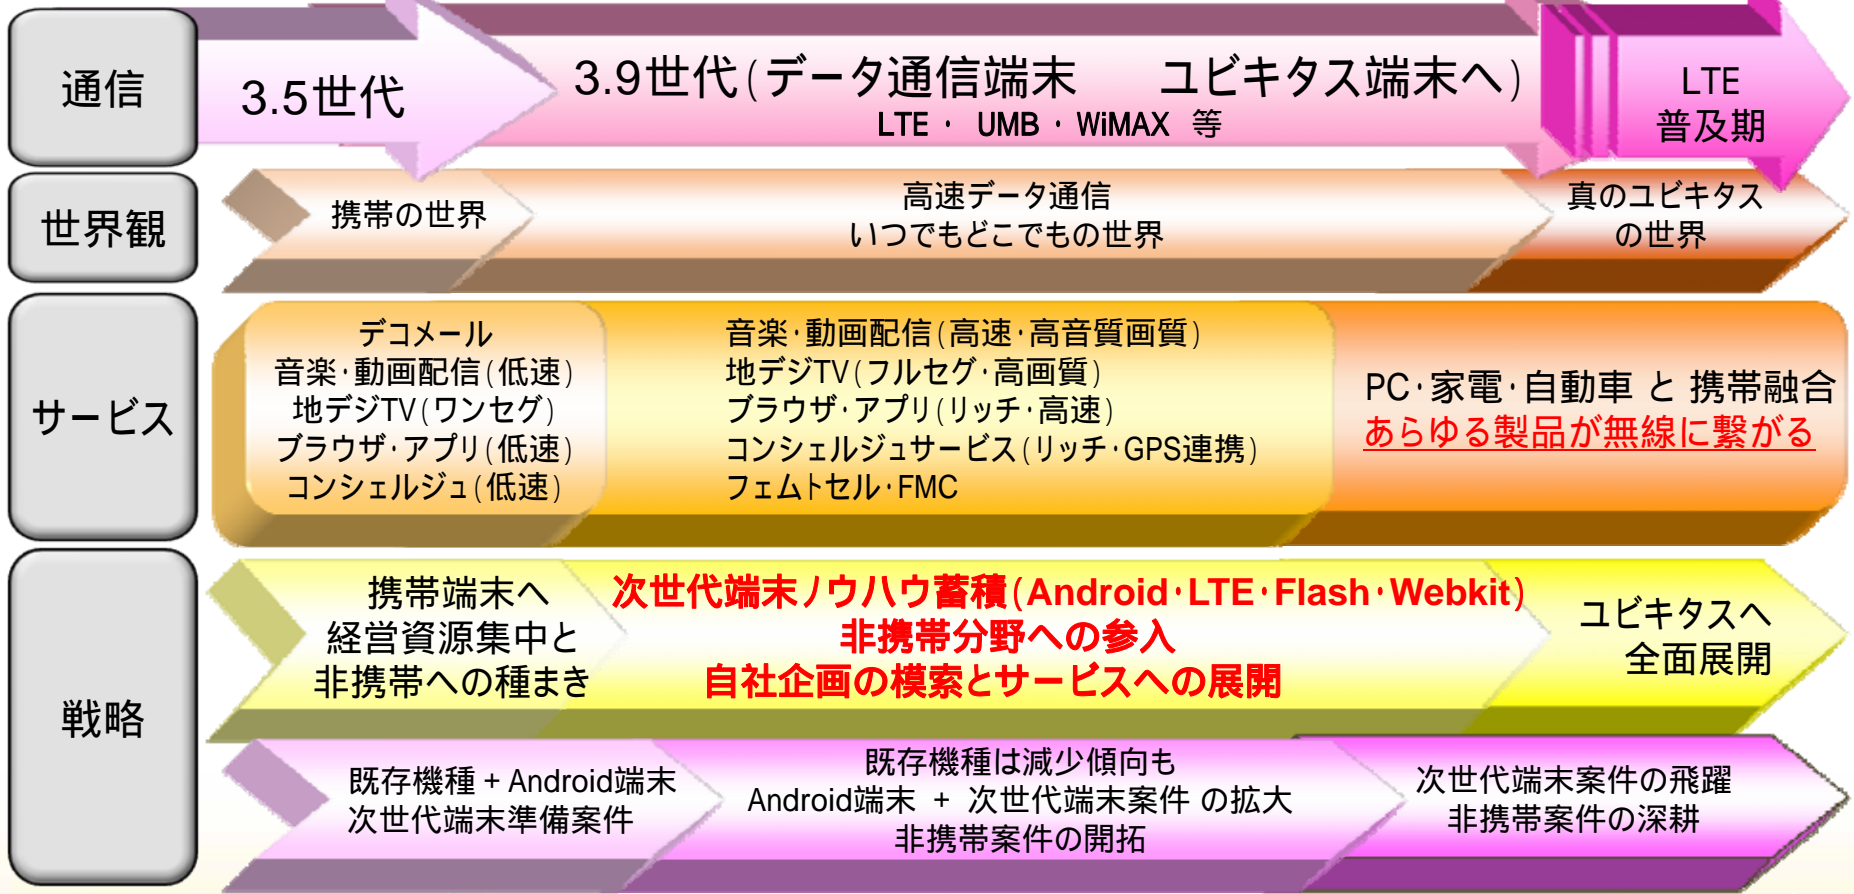 通信
3.5世代
3.9世代(データ通信端末　　ユビキタス端末へ)
LTE・ UMB・WiMAX 等
LTE
普及期
世界観
携帯の世界
高速データ通信
いつでもどこでもの世界
真のユビキタス
の世界
サービス
デコメール
音楽・動画配信(低速)
地デジTV(ワンセグ)
ブラウザ・アプリ(低速)
コンシェルジュ(低速)
音楽・動画配信(高速・高音質画質)
地デジTV(フルセグ・高画質)
ブラウザ・アプリ(リッチ・高速)
コンシェルジュサービス(リッチ・GPS連携)
フェムトセル・FMC
PC・家電・自動車 と 携帯融合
あらゆる製品が無線に繋がる
戦略
携帯端末へ
経営資源集中と
非携帯への種まき
次世代端末ノウハウ蓄積(Android・LTE・Flash・Webkit)
非携帯分野への参入
自社企画の模索とサービスへの展開
ユビキタスへ
全面展開
既存機種 + Android端末
次世代端末準備案件
既存機種は減少傾向も
Android端末 + 次世代端末案件 の拡大
非携帯案件の開拓
次世代端末案件の飛躍
非携帯案件の深耕